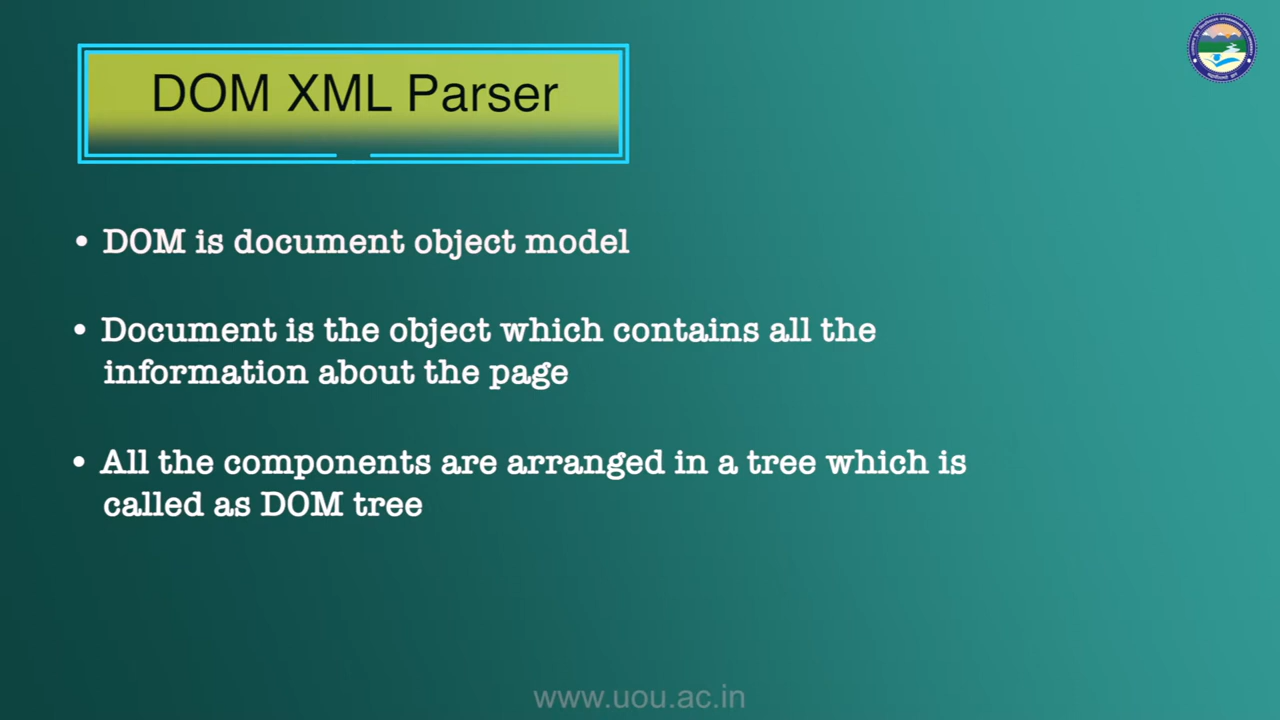 DOM XML Parser
• DOM is document object model
• Document is the object which contains all the
information about the page
• All the components are arranged in a tree which is
called as DOM tree
www.uou.ac.in